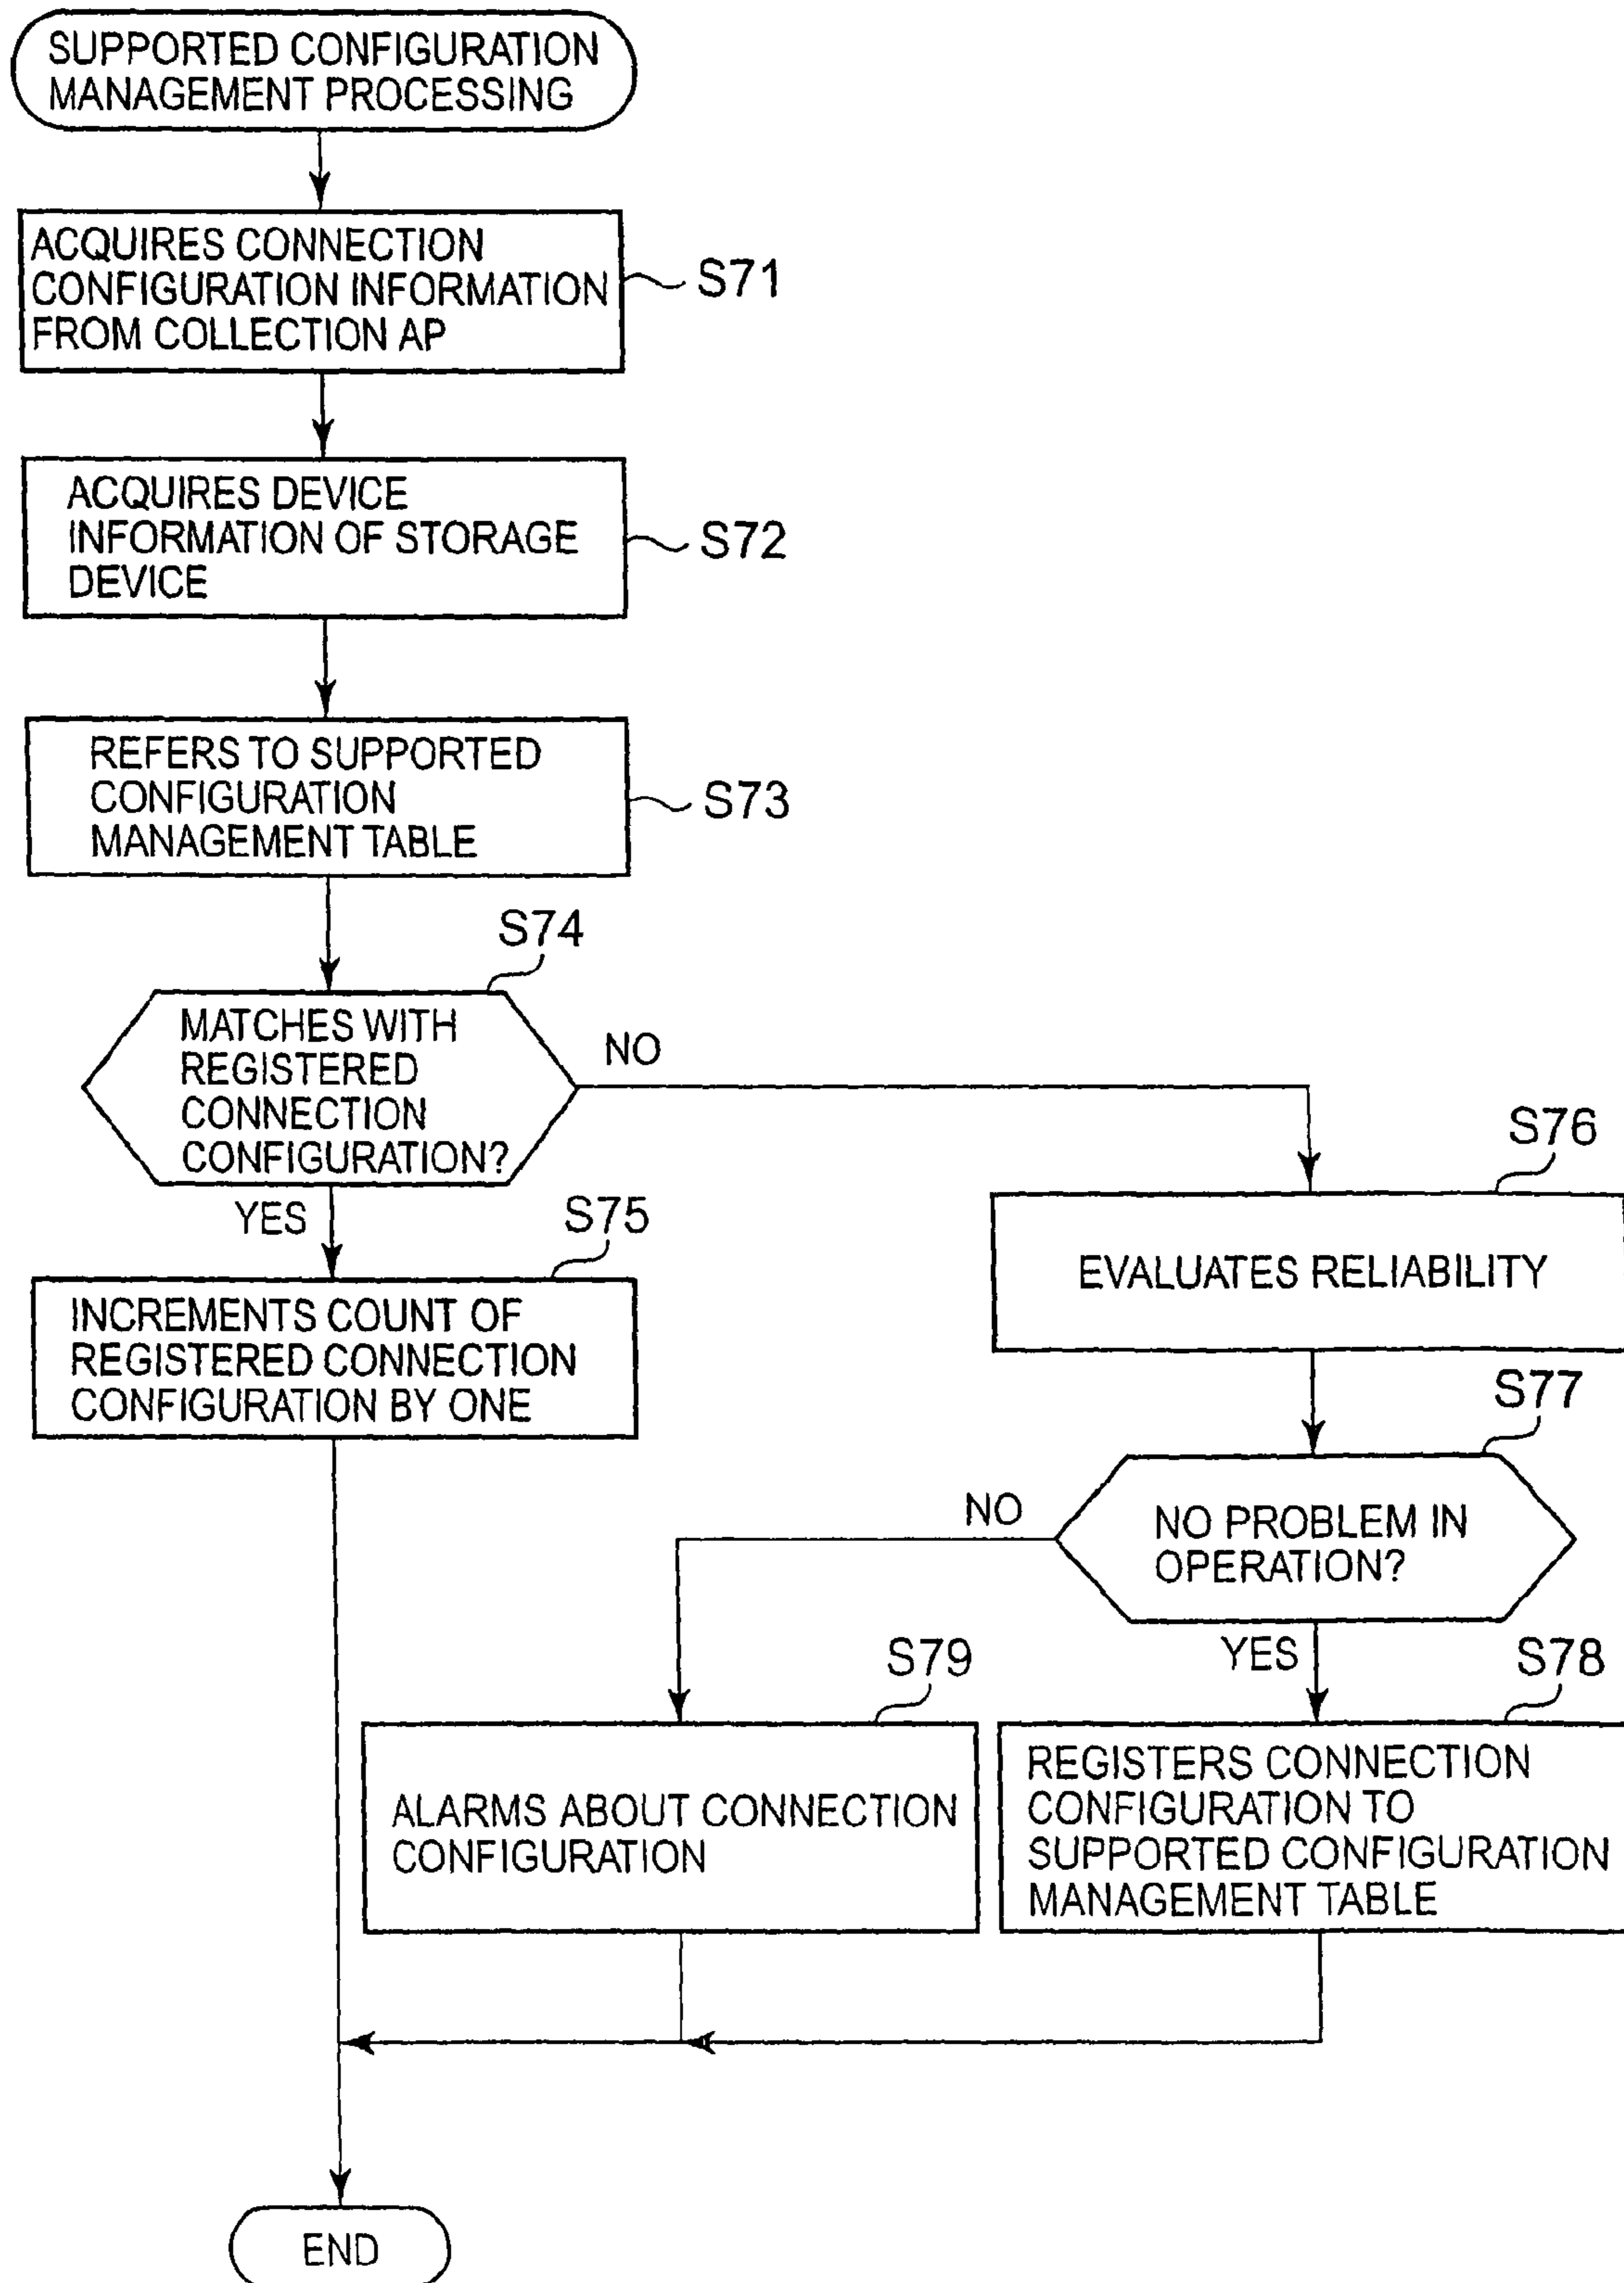 SUPPORTED CONFIGURATION
MANAGEMENT PROCESSING
ACQUIRES CONNECTION
CONFIGURATION INFORMATION
FROM COLLECTION AP
S71
ACQUIRES DEVICE
INFORMATION OF STORAGE
DEVICE
S72
REFERS TO SUPPORTED
CONFIGURATION
MANAGEMENT TABLE
S73
S74
MATCHES WITH
REGISTERED
CONNECTION
CONFIGURATION?
NO
YES
S75
INCREMENTS COUNT OF
REGISTERED CONNECTION
CONFIGURATION BY ONE
S76
EVALUATES RELIABILITY
S77
NO PROBLEM IN
OPERATION?
NO
YES
S79
ALARMS ABOUT CONNECTION
CONFIGURATION
S78
REGISTERS CONNECTION
CONFIGURATION TO
SUPPORTED CONFIGURATION
MANAGEMENT TABLE
END